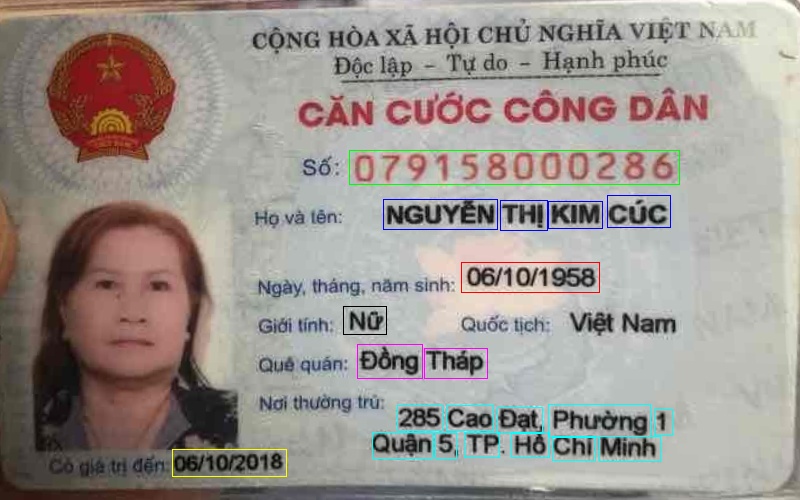 CỘNG HÒA XÃ HỘI CHỦ NGHĨA VIỆT NAM
Độc lập - Tự do - Hạnh phúc
CĂN CƯỚC CÔNG DÂN
Số: 079158000286
Họ và tên: NGUYỄN THỊ KIM CÚC
Ngày, tháng, năm sinh: 06/10/1958
Giới tính: Nữ Quốc tịch: Việt Nam
Quê quán: Đồng Tháp
Nơi thường trú: 285 Cao Đạt, Phường 1
Quận 5, TP. Hồ Chí Minh
Có giá trị đến: 06/10/2018